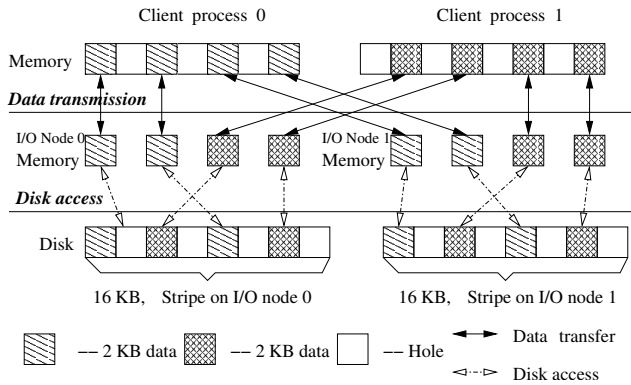 Client process 0
Client process 1
Memory
Data transmission
I/O Node 0
Memory
I/O Node 1
Memory
Disk access
Disk
16 KB, Stripe on I/O node 0
16 KB, Stripe on I/O node 1
−− 2 KB data
−− 2 KB data
−− Hole
Data transfer
Disk access